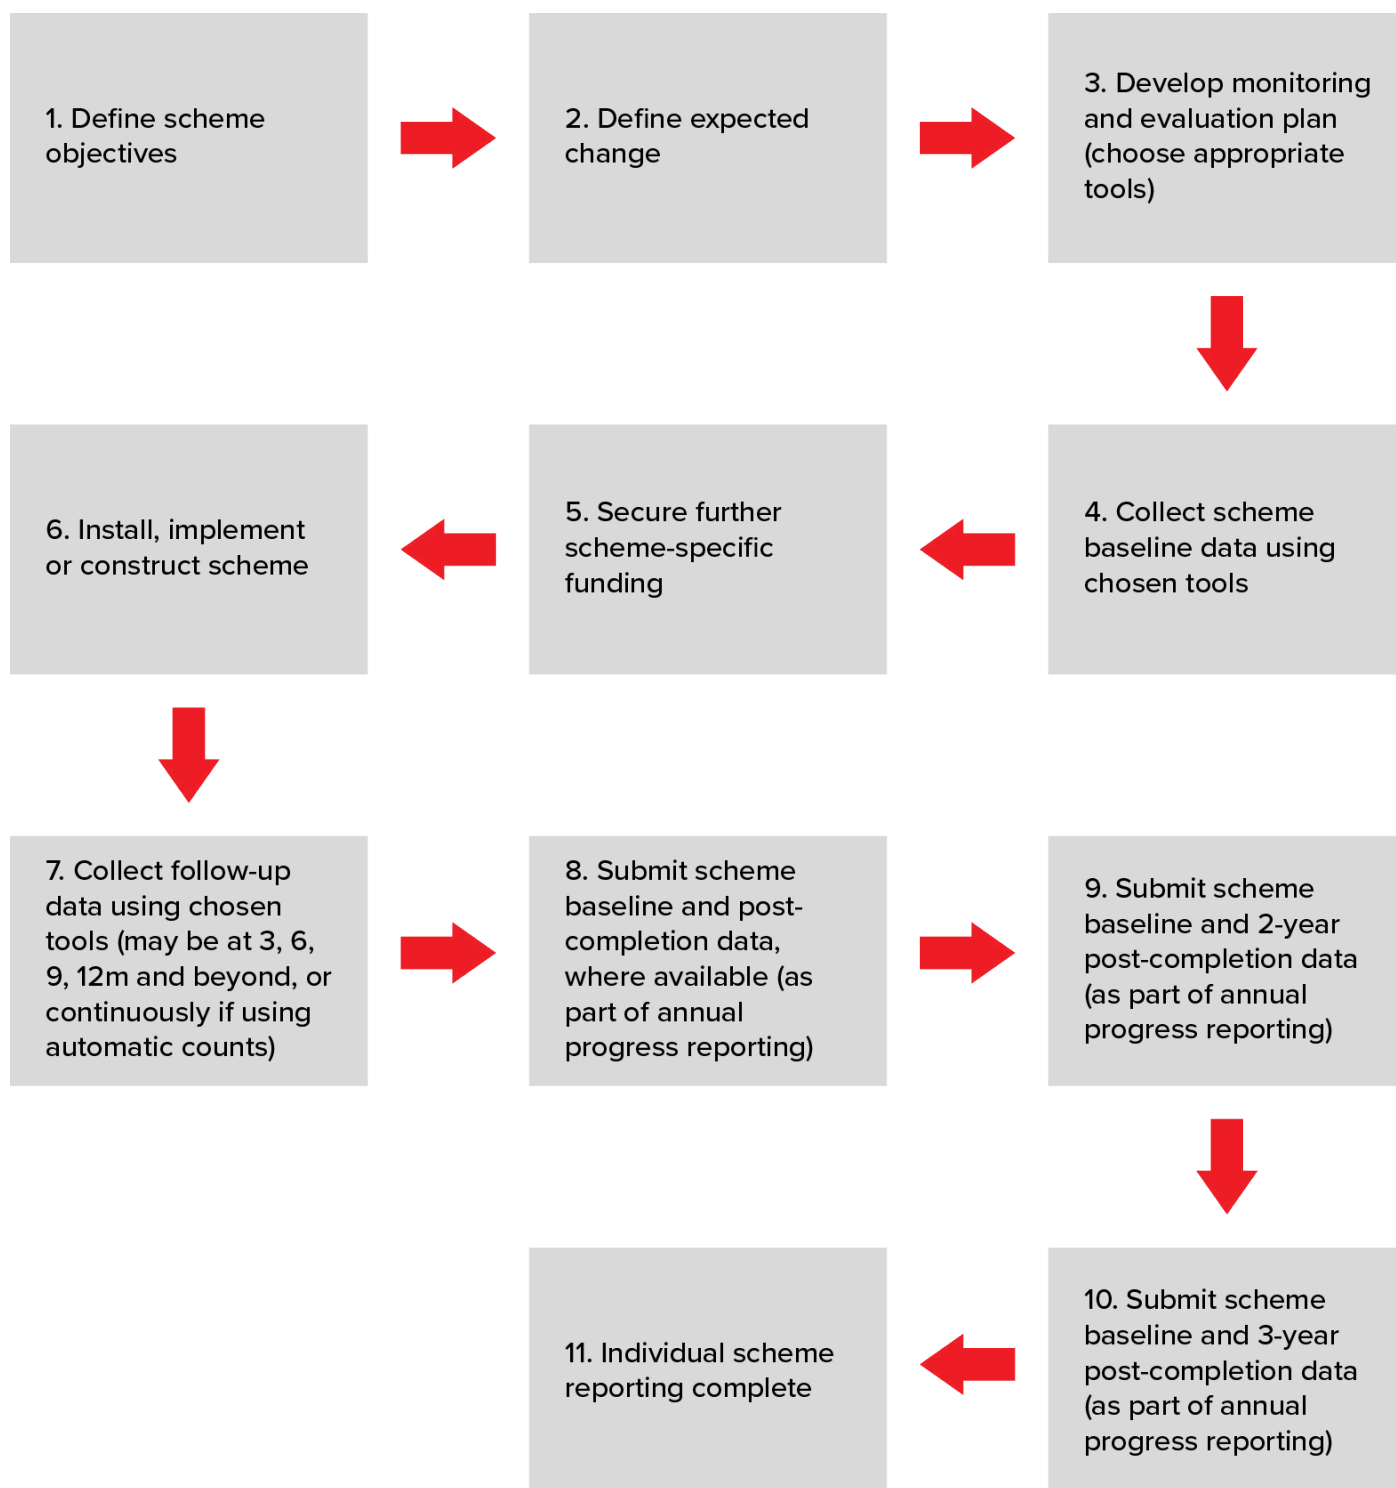 1. Define scheme
objectives
2. Define expected
change
3. Develop monitoring
and evaluation plan
(choose appropriate
tools)
4. Collect scheme
baseline data using
chosen tools
5. Secure further
scheme-specific
funding
6. Install, implement
or construct scheme
7. Collect follow-up
data using chosen
tools (may be at 3, 6,
9, 12m and beyond, or
continuously if using
automatic counts)
8. Submit scheme
baseline and post-
completion data,
where available (as
part of annual
progress reporting)
9. Submit scheme
baseline and 2-year
post-completion data
(as part of annual
progress reporting)
10. Submit scheme
baseline and 3-year
post-completion data
(as part of annual
progress reporting)
11. Individual scheme
reporting complete